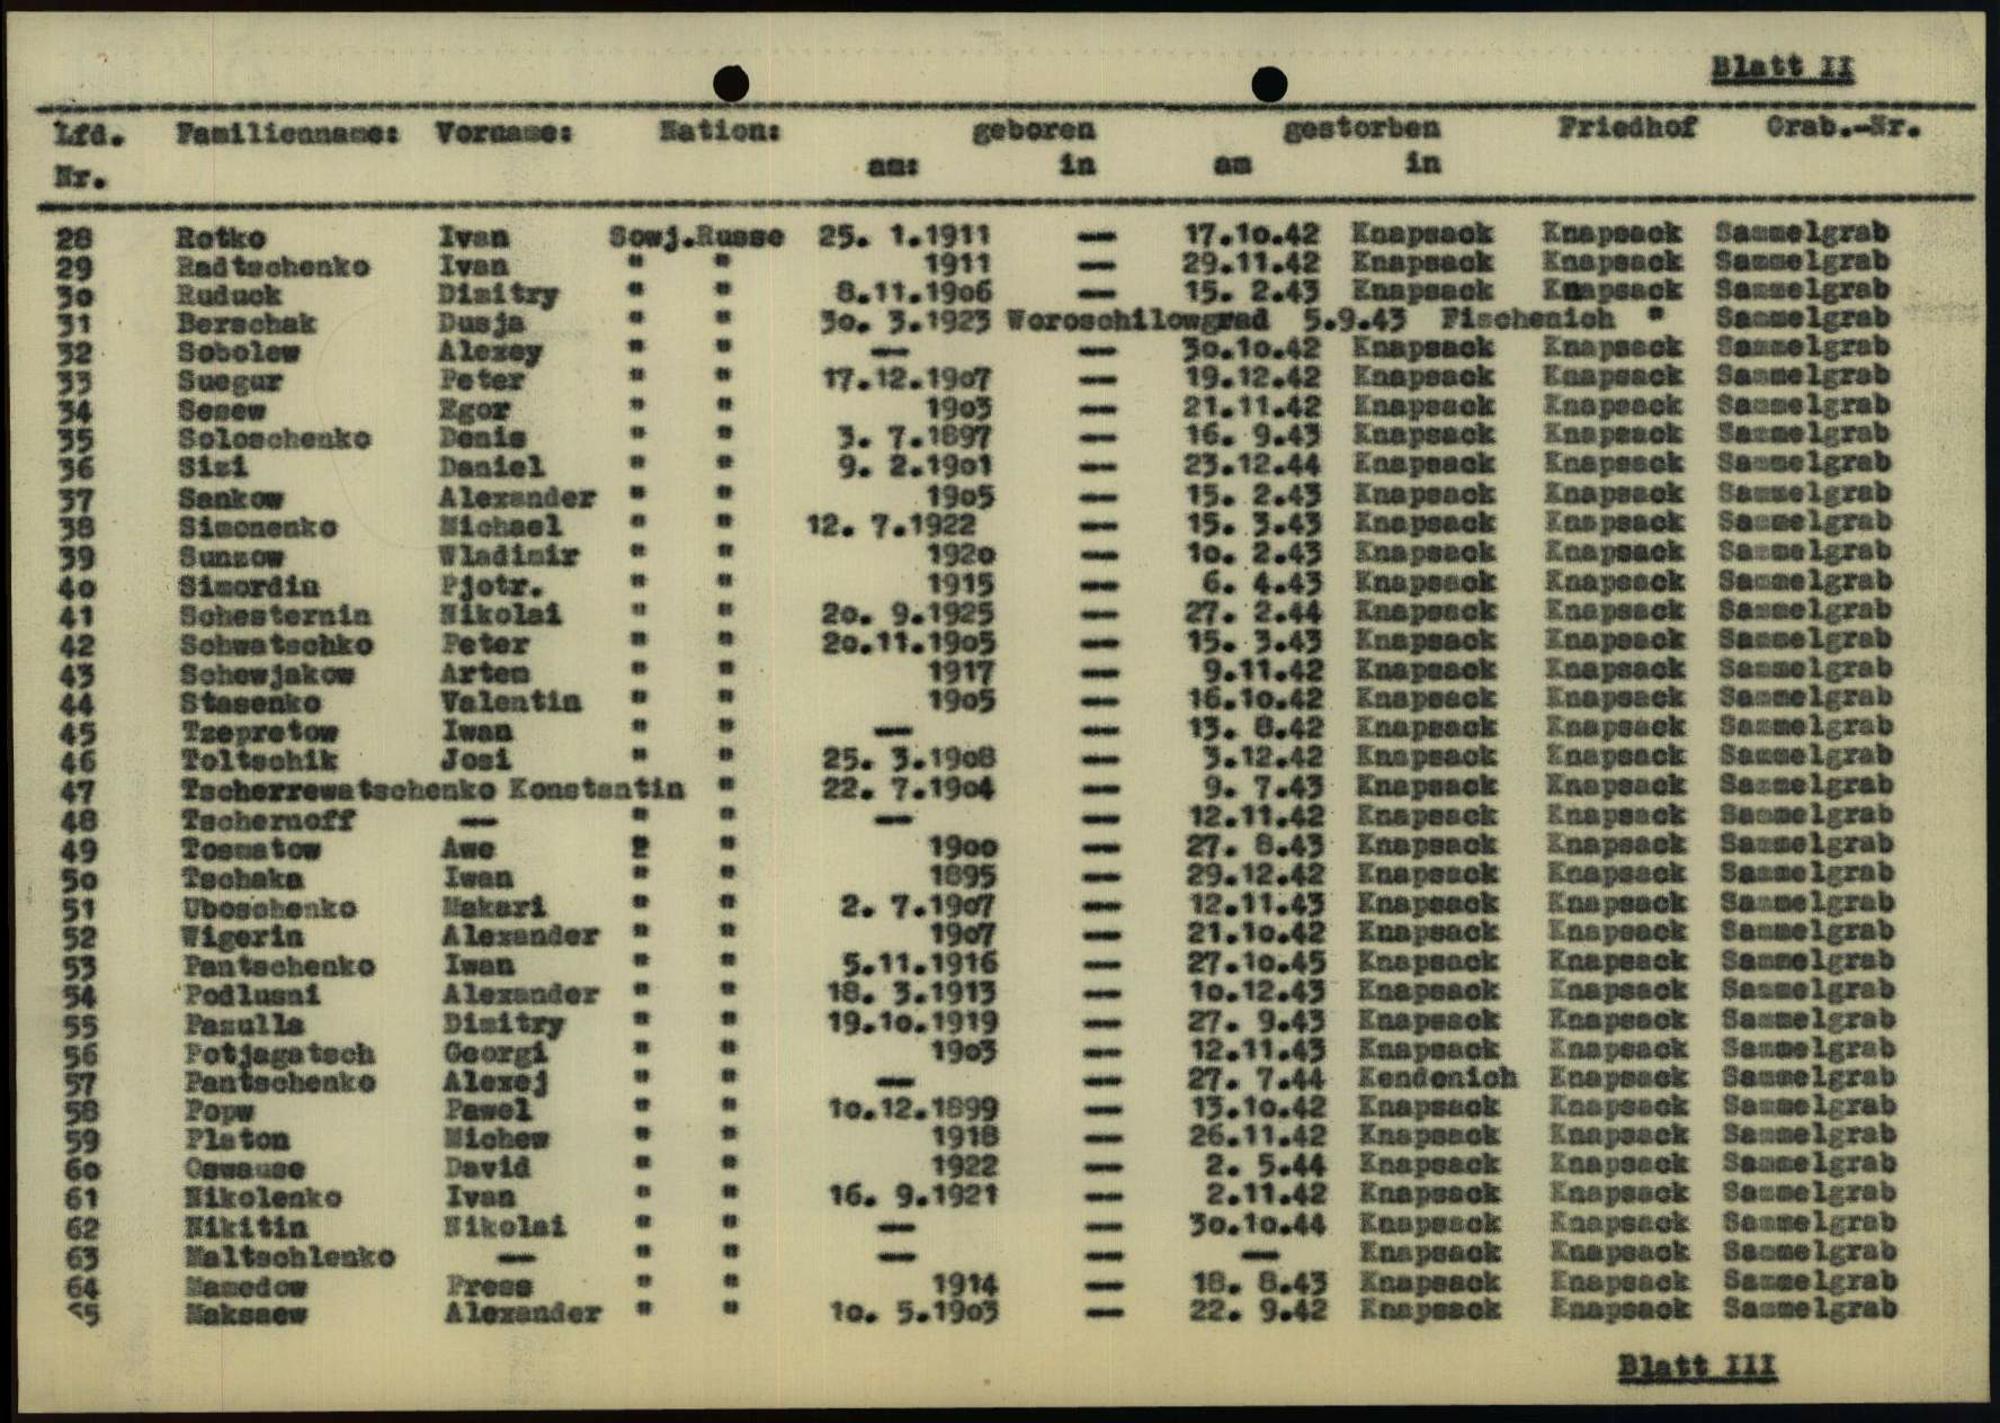 Blatt II
Lfd. Familienname: Vorname: Nation: geboren gestorben Friedhof Grab.-Nr.
Nr. am: in am in
28 Rotko Ivan Sowj.Russe 25. 1.1911 — 17.10.42 Knapsack Knapsack Sammelgrab
29 Radtschenko Ivan " " 1911 — 29.11.42 Knapsack Knapsack Sammelgrab
30 Ruduck Dimitry " " 8.11.1906 — 15. 2.43 Knapsack Knapsack Sammelgrab
31 Berschak Dusja " " 30. 3.1923 Woroschilowgrad 5.9.43 Fischenich " Sammelgrab
32 Sobolew Alexey " " — — 30.10.42 Knapsack Knapsack Sammelgrab
33 Suegur Peter " " 17.12.1907 — 19.12.42 Knapsack Knapsack Sammelgrab
34 Sesew Egor " " 1903 — 21.11.42 Knapsack Knapsack Sammelgrab
35 Soloschenko Denis " " 3. 7.1897 — 16. 9.43 Knapsack Knapsack Sammelgrab
36 Sizi Daniel " " 9. 2.1901 — 23.12.44 Knapsack Knapsack Sammelgrab
37 Sankow Alexander " " 1905 — 15. 2.43 Knapsack Knapsack Sammelgrab
38 Simonenko Michael " " 12. 7.1922 — 15. 3.43 Knapsack Knapsack Sammelgrab
39 Sunzow Wladimir " " 1920 — 10. 2.43 Knapsack Knapsack Sammelgrab
40 Simordin Pjotr. " " 1915 — 6. 4.43 Knapsack Knapsack Sammelgrab
41 Schesternin Nikolai " " 20. 9.1925 — 27. 2.44 Knapsack Knapsack Sammelgrab
42 Schwatschko Peter " " 20.11.1905 — 15. 3.43 Knapsack Knapsack Sammelgrab
43 Schewjakow Artem " " 1917 — 9.11.42 Knapsack Knapsack Sammelgrab
44 Stasenko Valentin " " 1905 — 16.10.42 Knapsack Knapsack Sammelgrab
45 Tzepretow Iwan " " — — 13. 8.42 Knapsack Knapsack Sammelgrab
46 Toltschik Josi " " 25. 3.1908 — 3.12.42 Knapsack Knapsack Sammelgrab
47 Tscherrewatschenko Konstantin " 22. 7.1904 — 9. 7.43 Knapsack Knapsack Sammelgrab
48 Tschernoff — " " — — 12.11.42 Knapsack Knapsack Sammelgrab
49 Tosmatow Awe 2 " 1900 — 27. 8.43 Knapsack Knapsack Sammelgrab
50 Tschaka Iwan " " 1895 — 29.12.42 Knapsack Knapsack Sammelgrab
51 Uboschenko Makari " " 2. 7.1907 — 12.11.43 Knapsack Knapsack Sammelgrab
52 Wigerin Alexander " " 1907 — 21.10.42 Knapsack Knapsack Sammelgrab
53 Pantschenko Iwan " " 5.11.1916 — 27.10.45 Knapsack Knapsack Sammelgrab
54 Podlusni Alexander " " 18. 3.1913 — 10.12.43 Knapsack Knapsack Sammelgrab
55 Pazulla Dimitry " " 19.10.1919 — 27. 9.43 Knapsack Knapsack Sammelgrab
56 Potjagatsch Georgi " " 1903 — 12.11.43 Knapsack Knapsack Sammelgrab
57 Pantschenko Alexej " " — — 27. 7.44 Kendenich Knapsack Sammelgrab
58 Popw Pawel " " 10.12.1899 — 13.10.42 Knapsack Knapsack Sammelgrab
59 Platon Michew " " 1918 — 26.11.42 Knapsack Knapsack Sammelgrab
60 Oswause David " " 1922 — 2. 5.44 Knapsack Knapsack Sammelgrab
61 Nikolenko Ivan " " 16. 9.1921 — 2.11.42 Knapsack Knapsack Sammelgrab
62 Nikitin Nikolai " " — — 30.10.44 Knapsack Knapsack Sammelgrab
63 Maltschlenko — " " — — — Knapsack Knapsack Sammelgrab
64 Mamedow Press " " 1914 — 18. 8.43 Knapsack Knapsack Sammelgrab
65 Maksaew Alexander " " 10. 5.1903 — 22. 9.42 Knapsack Knapsack Sammelgrab
Blatt III